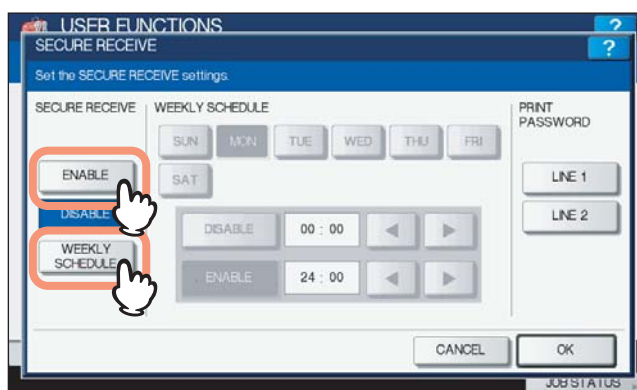 USER FUNCTIONS
?
SECURE RECEIVE
?
Set the SECURE RECEIVE settings.
SECURE RECEIVE
WEEKLY SCHEDULE
PRINT
PASSWORD
SUN MON TUE WED THU FRI
ENABLE
SAT
LINE 1
DISABLE
DISABLE 00 : 00
LINE 2
WEEKLY
SCHEDULE
ENABLE 24 : 00
CANCEL OK
JOB STATUS